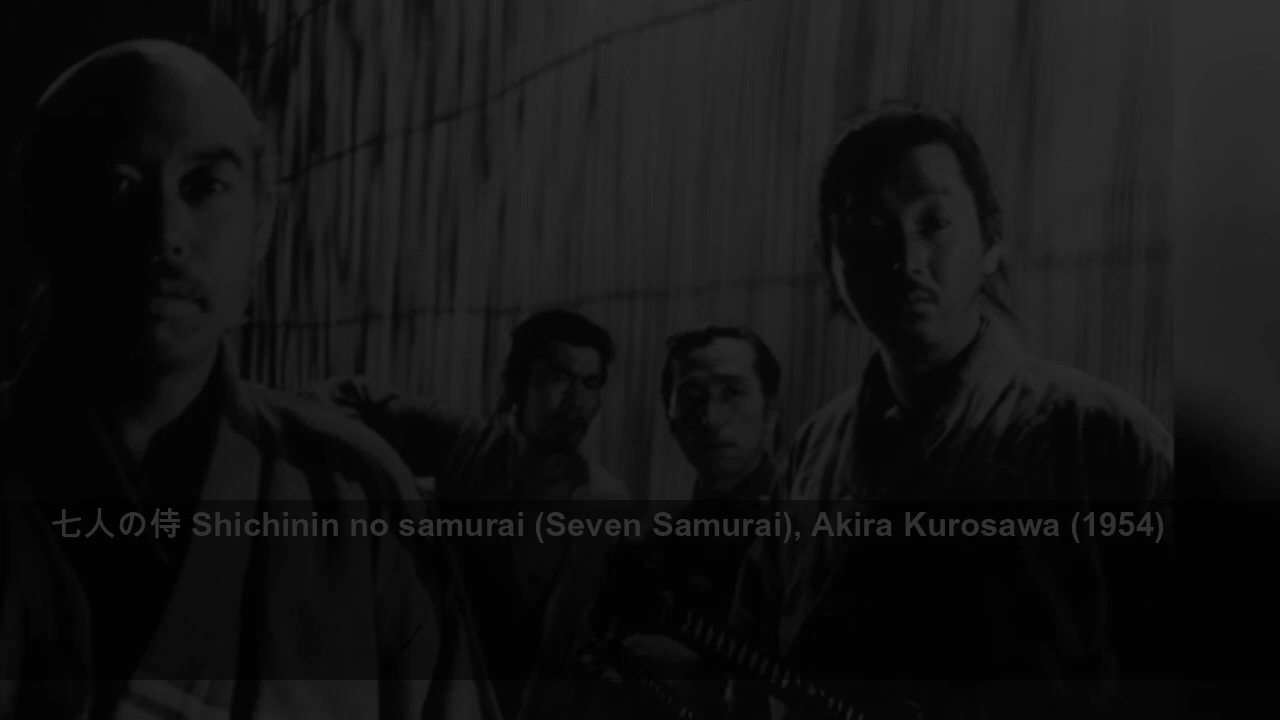 七人の侍 Shichinin no samurai (Seven Samurai), Akira Kurosawa (1954)